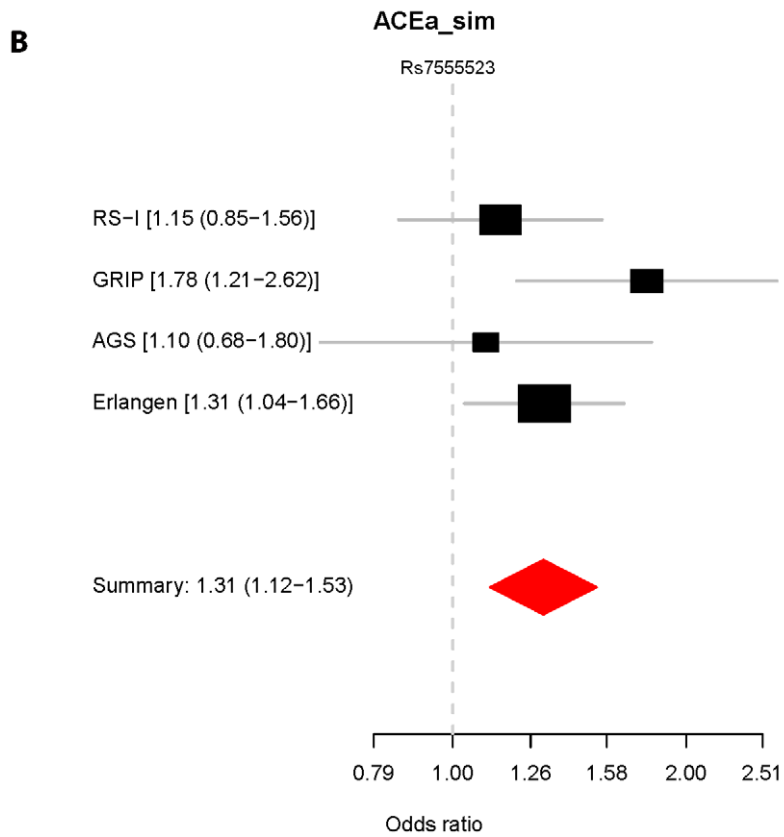 B
ACEa_sim
Rs7555523
RS−I [1.15 (0.85−1.56)]
GRIP [1.78 (1.21−2.62)]
AGS [1.10 (0.68−1.80)]
Erlangen [1.31 (1.04−1.66)]
Summary: 1.31 (1.12−1.53)
0.79 1.00 1.26 1.58 2.00 2.51
Odds ratio